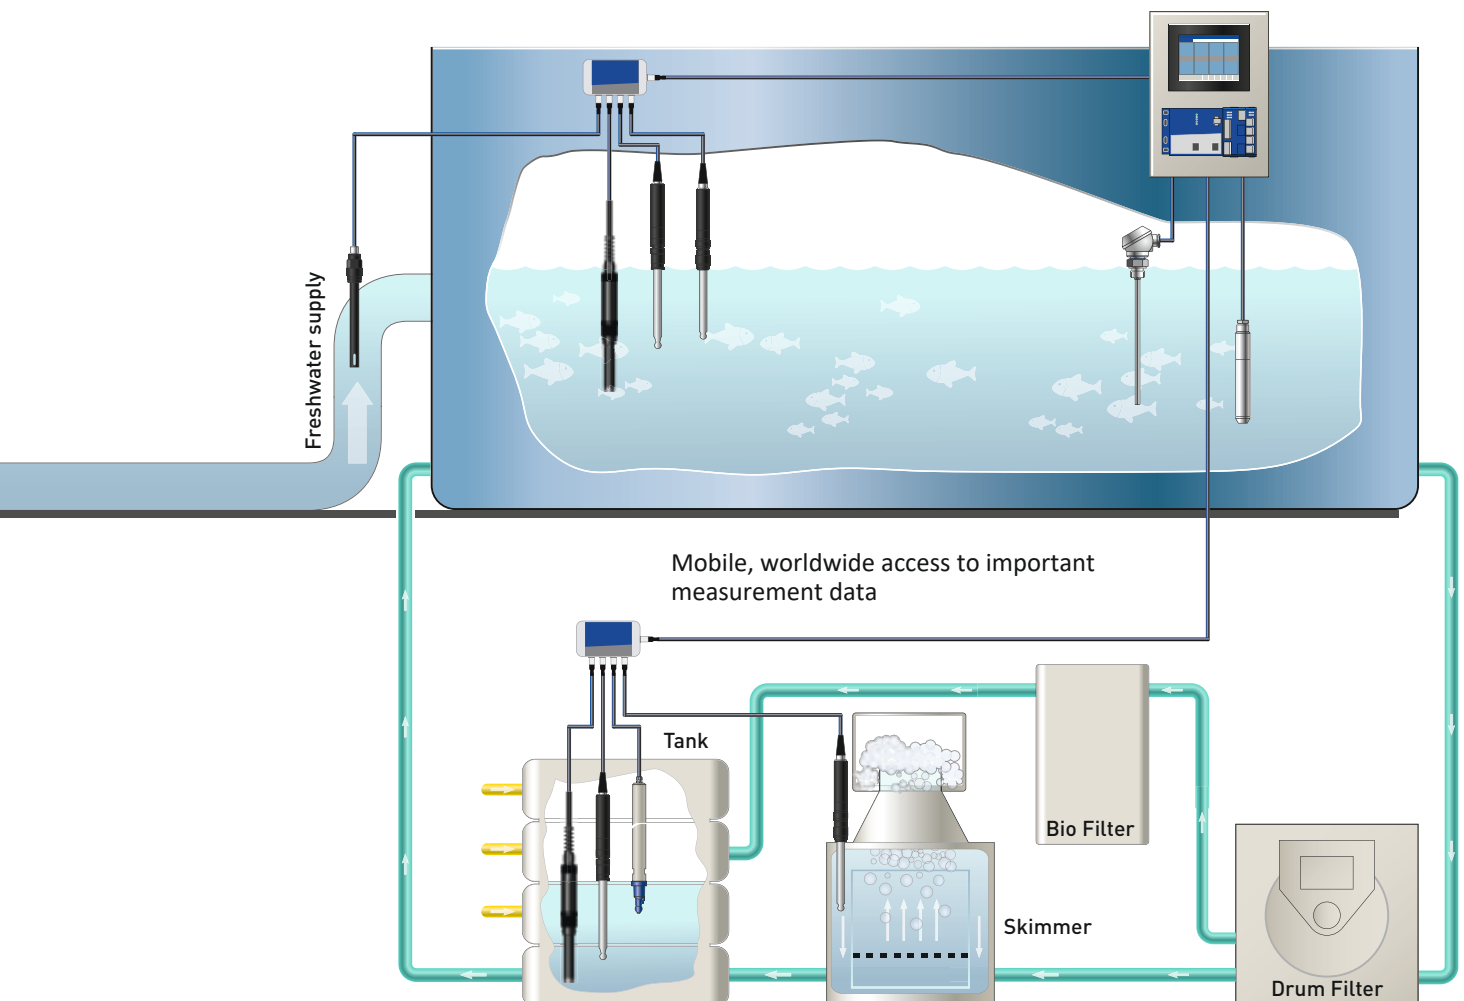 Freshwater supply
Mobile, worldwide access to important
measurement data
Tank
Bio Filter
Skimmer
Drum Filter